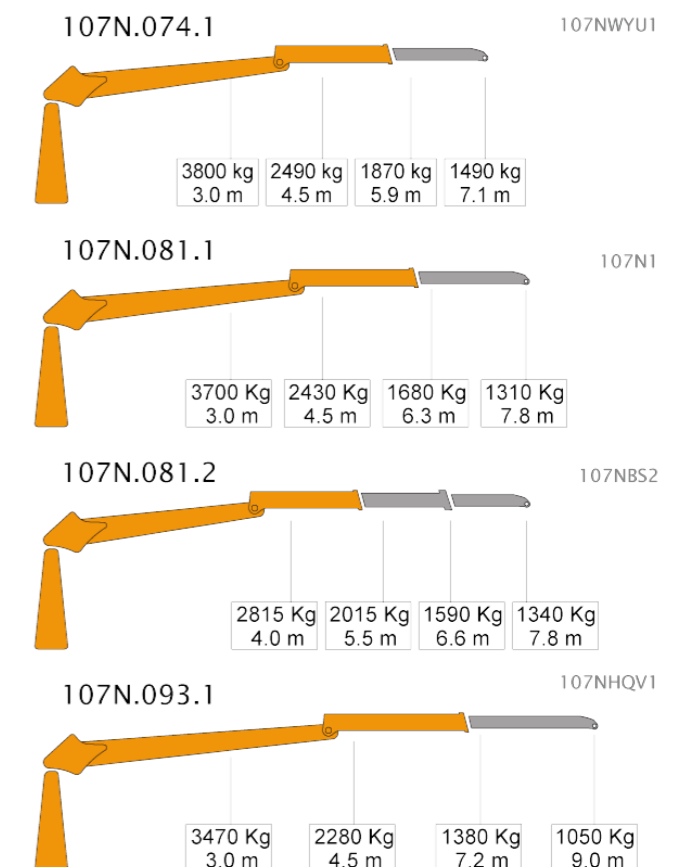 107N.074.1
107NWYU1
3800 kg 2490 kg 1870 kg 1490 kg
3.0 m 4.5 m 5.9 m 7.1 m
107N.081.1
107N1
3700 Kg 2430 Kg 1680 Kg 1310 Kg
3.0 m 4.5 m 6.3 m 7.8 m
107N.081.2
107NBS2
2815 Kg 2015 Kg 1590 Kg 1340 Kg
4.0 m 5.5 m 6.6 m 7.8 m
107N.093.1
107NHQV1
3470 Kg 2280 Kg 1380 Kg 1050 Kg
3.0 m 4.5 m 7.2 m 9.0 m